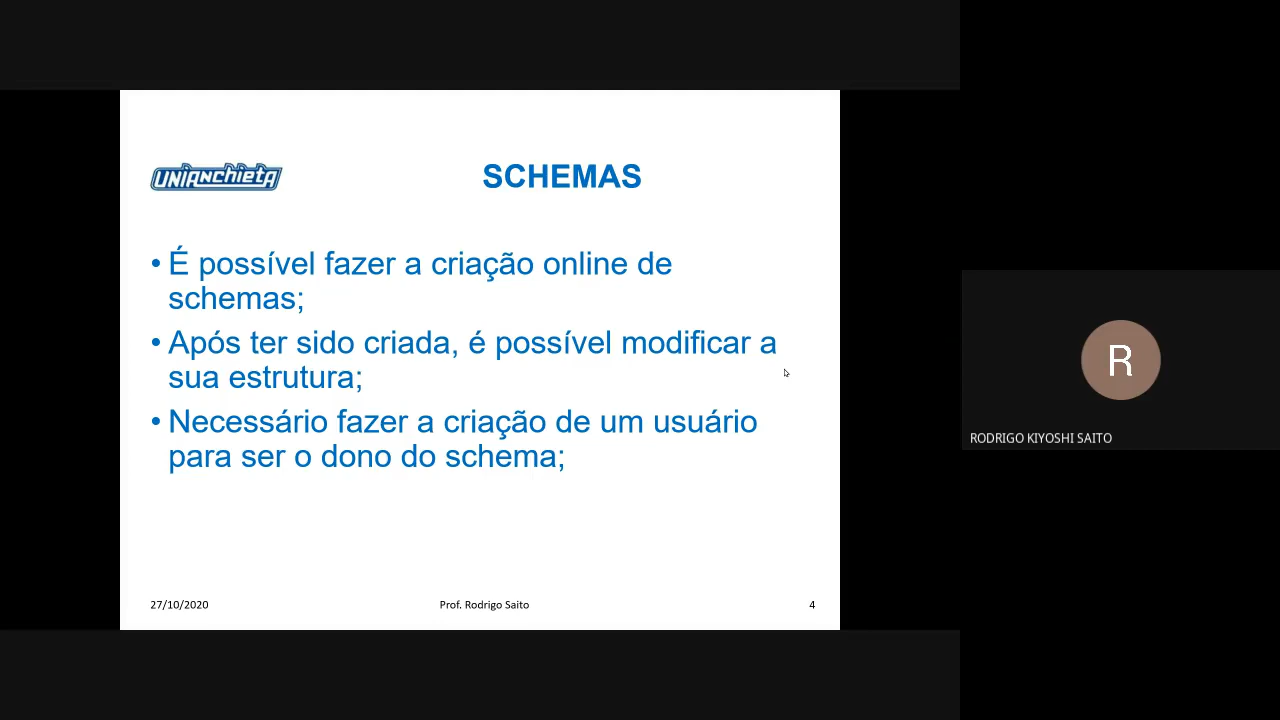 UNIANCHIETA
SCHEMAS
• É possível fazer a criação online de
schemas;
• Após ter sido criada, é possível modificar a
sua estrutura;
• Necessário fazer a criação de um usuário
para ser o dono do schema;
27/10/2020
Prof. Rodrigo Saito
4
R
RODRIGO KIYOSHI SAITO